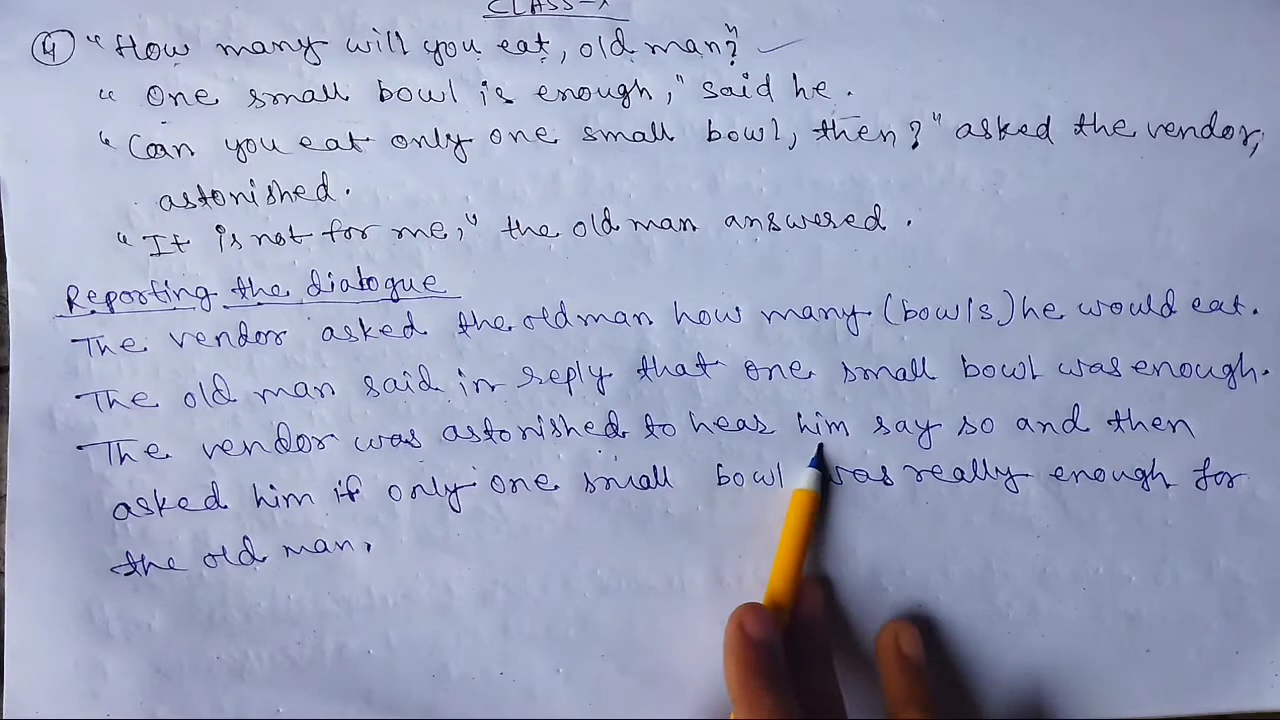 CLASS-X
④ "How many will you eat, old man?"
" One small bowl is enough," said he.
"Can you eat only one small bowl, then?" asked the vendor,
astonished.
"It is not for me," the old man answered.
Reporting the dialogue
The vendor asked the old man how many (bowls) he would eat.
The old man said in reply that one small bowl was enough.
The vendor was astonished to hear him say so and then
asked him if only one small bowl was really enough for
the old man.